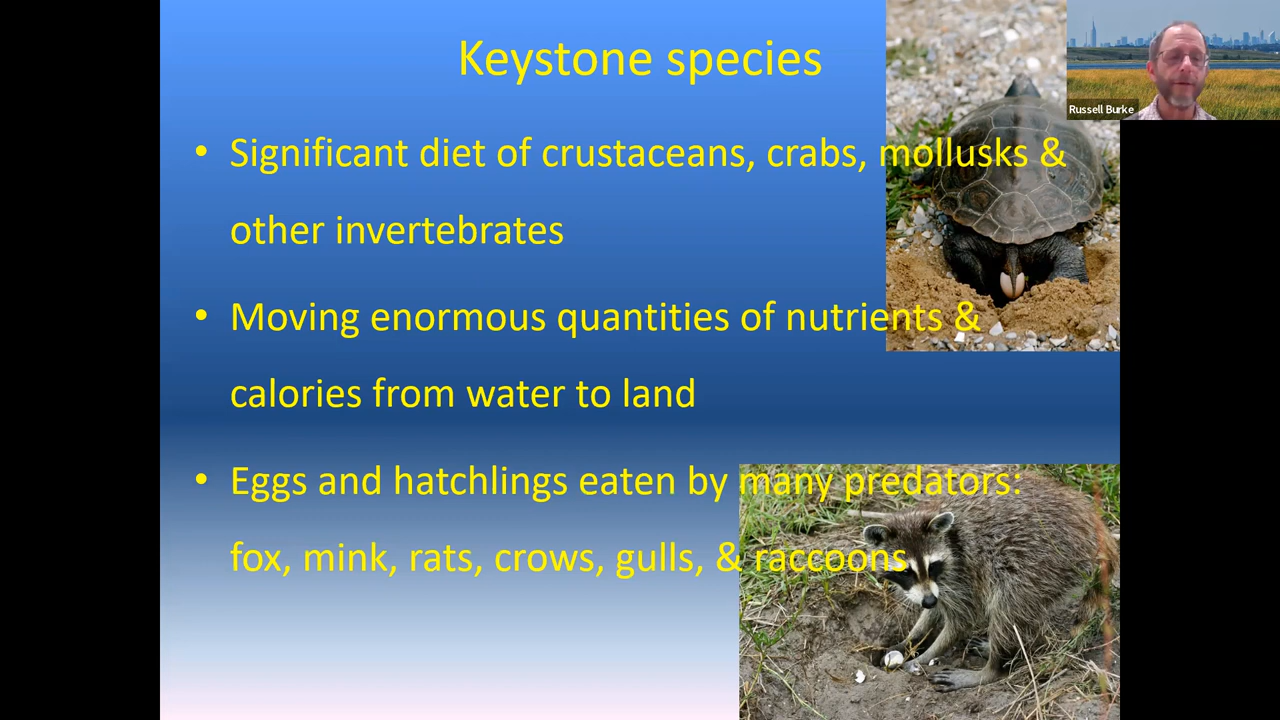 Keystone species
Russell Burke
• Significant diet of crustaceans, crabs, mollusks &
other invertebrates
• Moving enormous quantities of nutrients &
calories from water to land
• Eggs and hatchlings eaten by many predators:
fox, mink, rats, crows, gulls, & raccoons